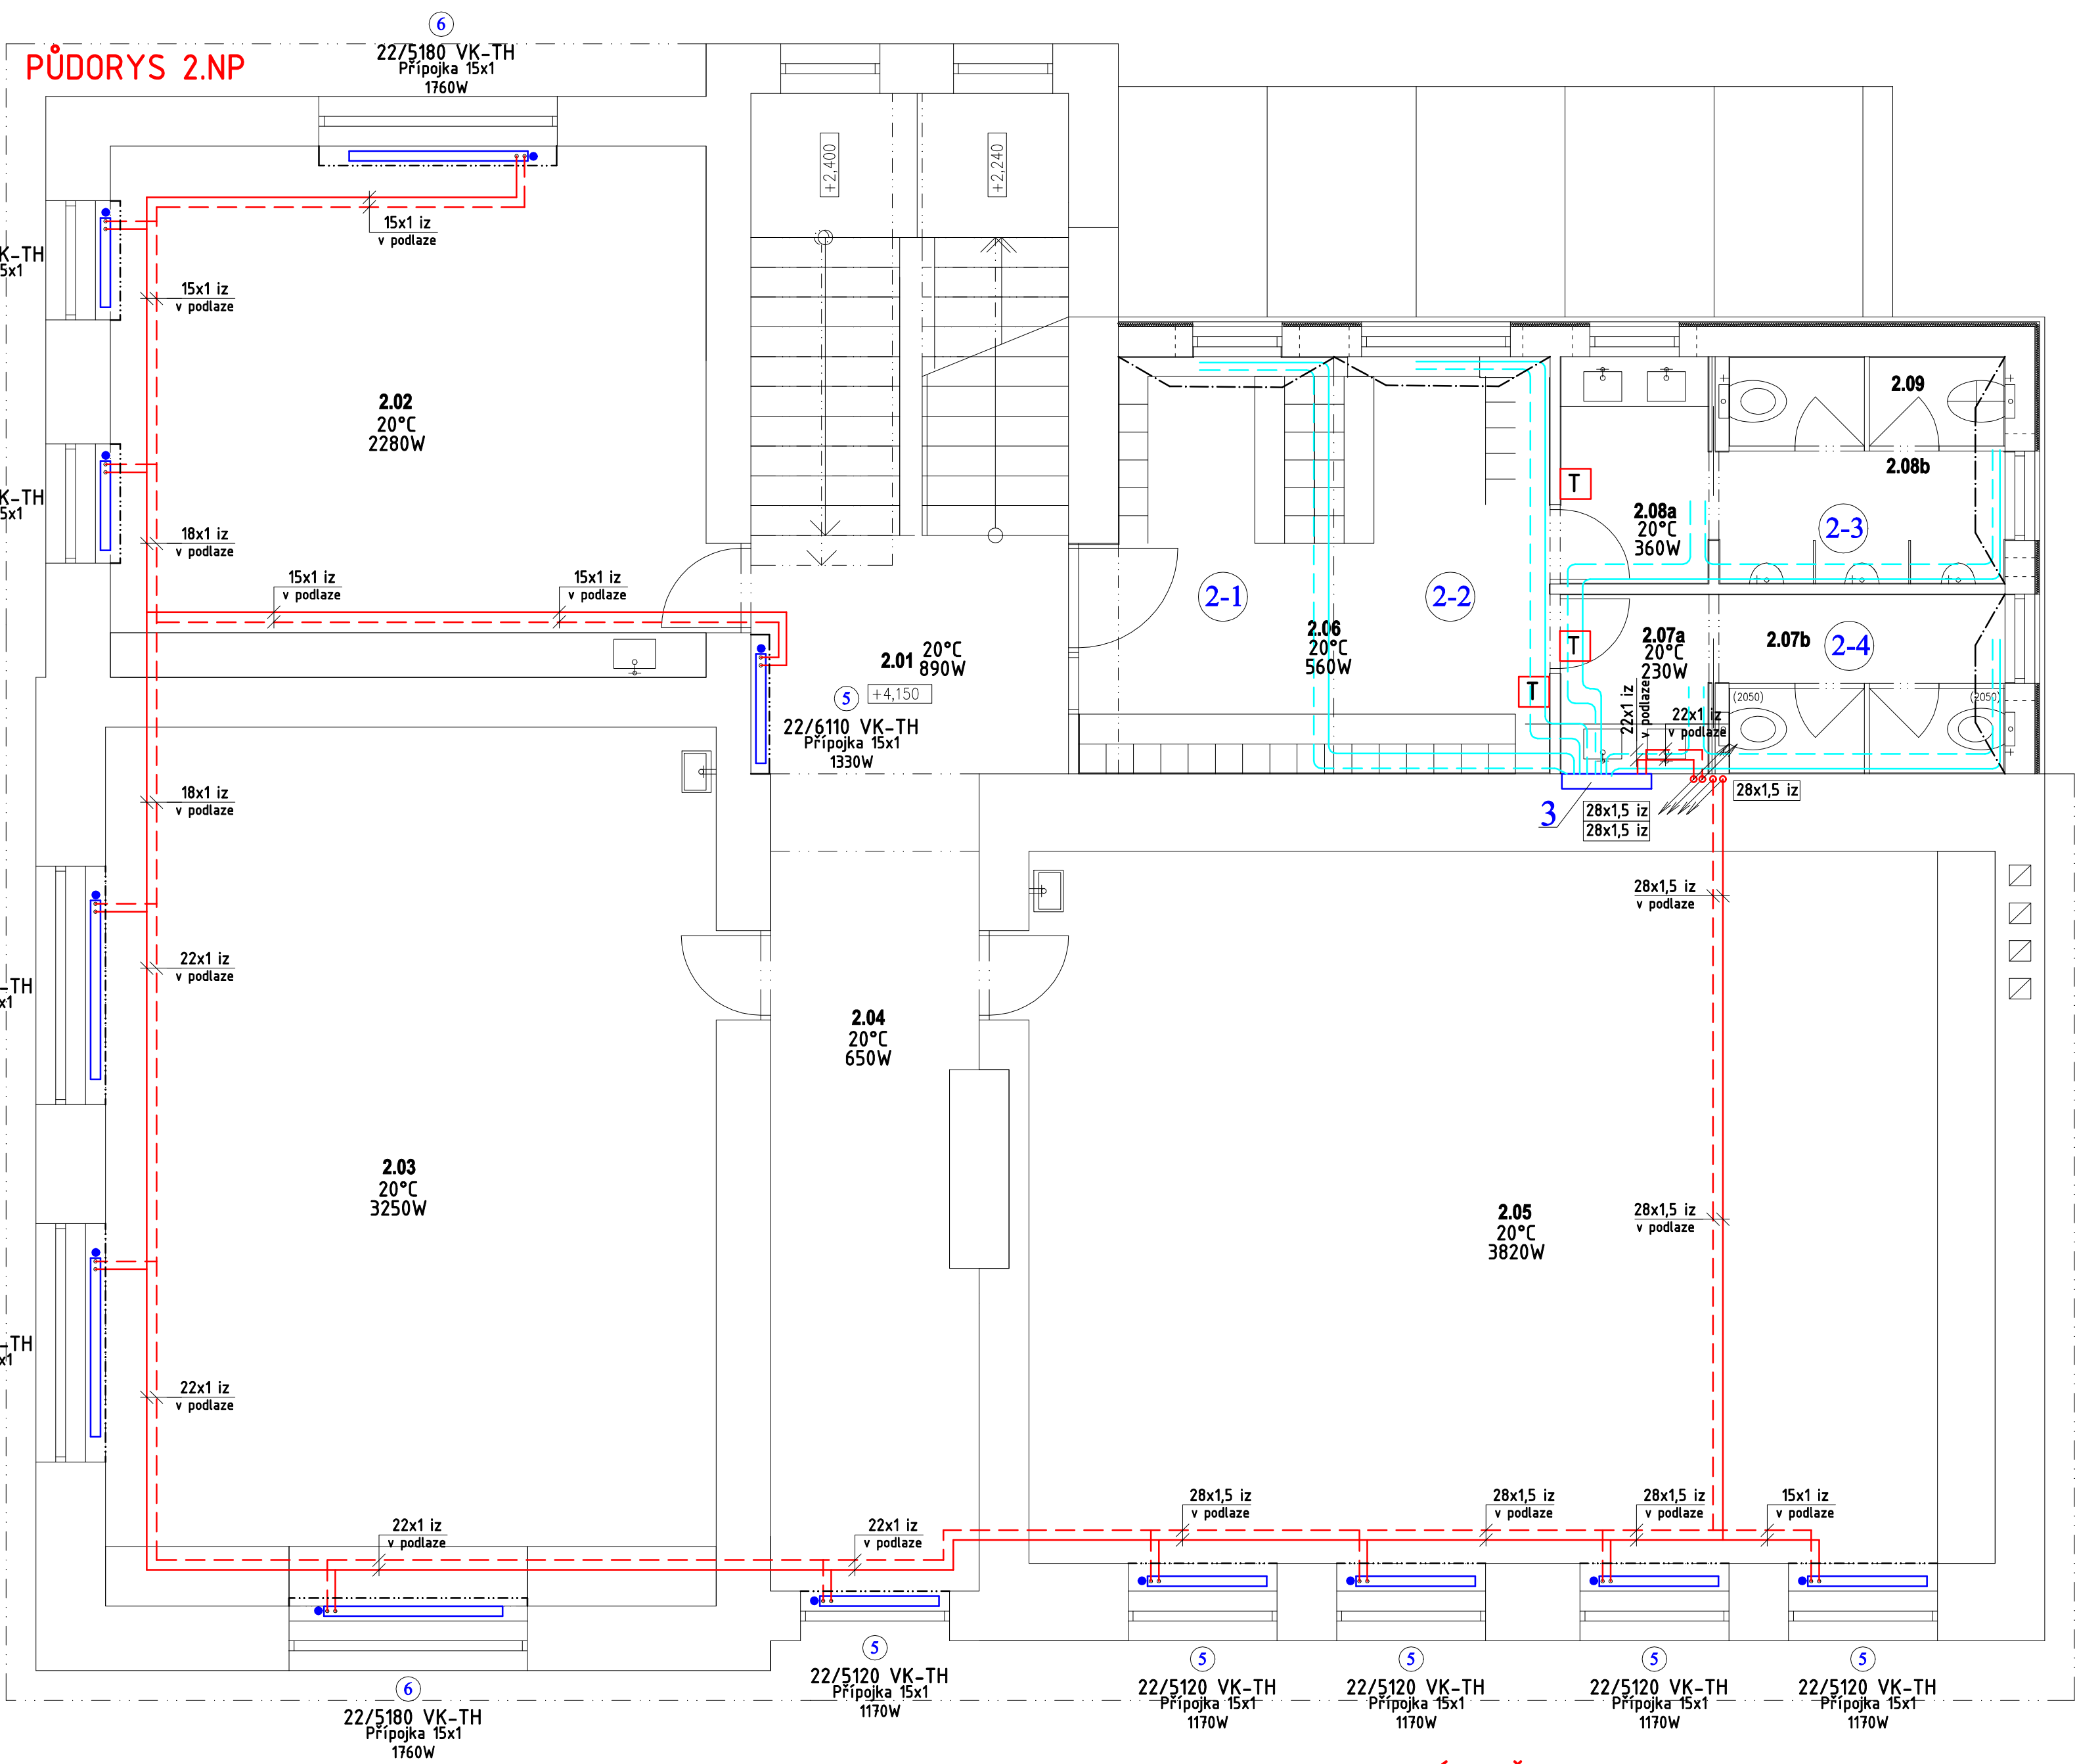 6
22/5180 VK-TH
Přípojka 15x1
1760W
PŮDORYS 2.NP
+2,400
+2,240
15x1 iz
v podlaze
K-TH
5x1
15x1 iz
v podlaze
2.02
20°C
2280W
2.09
2.08b
T
K-TH
5x1
2.08a
20°C
360W
2-3
18x1 iz
v podlaze
15x1 iz
v podlaze
15x1 iz
v podlaze
2-1
2-2
2.06
20°C
560W
T
2.07a
20°C
230W
2.07b
2-4
2.01
20°C
890W
+4,150
5
22/6110 VK-TH
Přípojka 15x1
1330W
T
22x1 iz
v podlaze
22x1 iz
v podlaze
(2050)
(2050)
18x1 iz
v podlaze
3
28x1,5 iz
28x1,5 iz
28x1,5 iz
28x1,5 iz
v podlaze
22x1 iz
v podlaze
-TH
x1
2.04
20°C
650W
2.03
20°C
3250W
2.05
20°C
3820W
28x1,5 iz
v podlaze
-TH
x1
22x1 iz
v podlaze
22x1 iz
v podlaze
22x1 iz
v podlaze
28x1,5 iz
v podlaze
28x1,5 iz
v podlaze
28x1,5 iz
v podlaze
15x1 iz
v podlaze
6
22/5180 VK-TH
Přípojka 15x1
1760W
5
22/5120 VK-TH
Přípojka 15x1
1170W
5
22/5120 VK-TH
Přípojka 15x1
1170W
5
22/5120 VK-TH
Přípojka 15x1
1170W
5
22/5120 VK-TH
Přípojka 15x1
1170W
5
22/5120 VK-TH
Přípojka 15x1
1170W